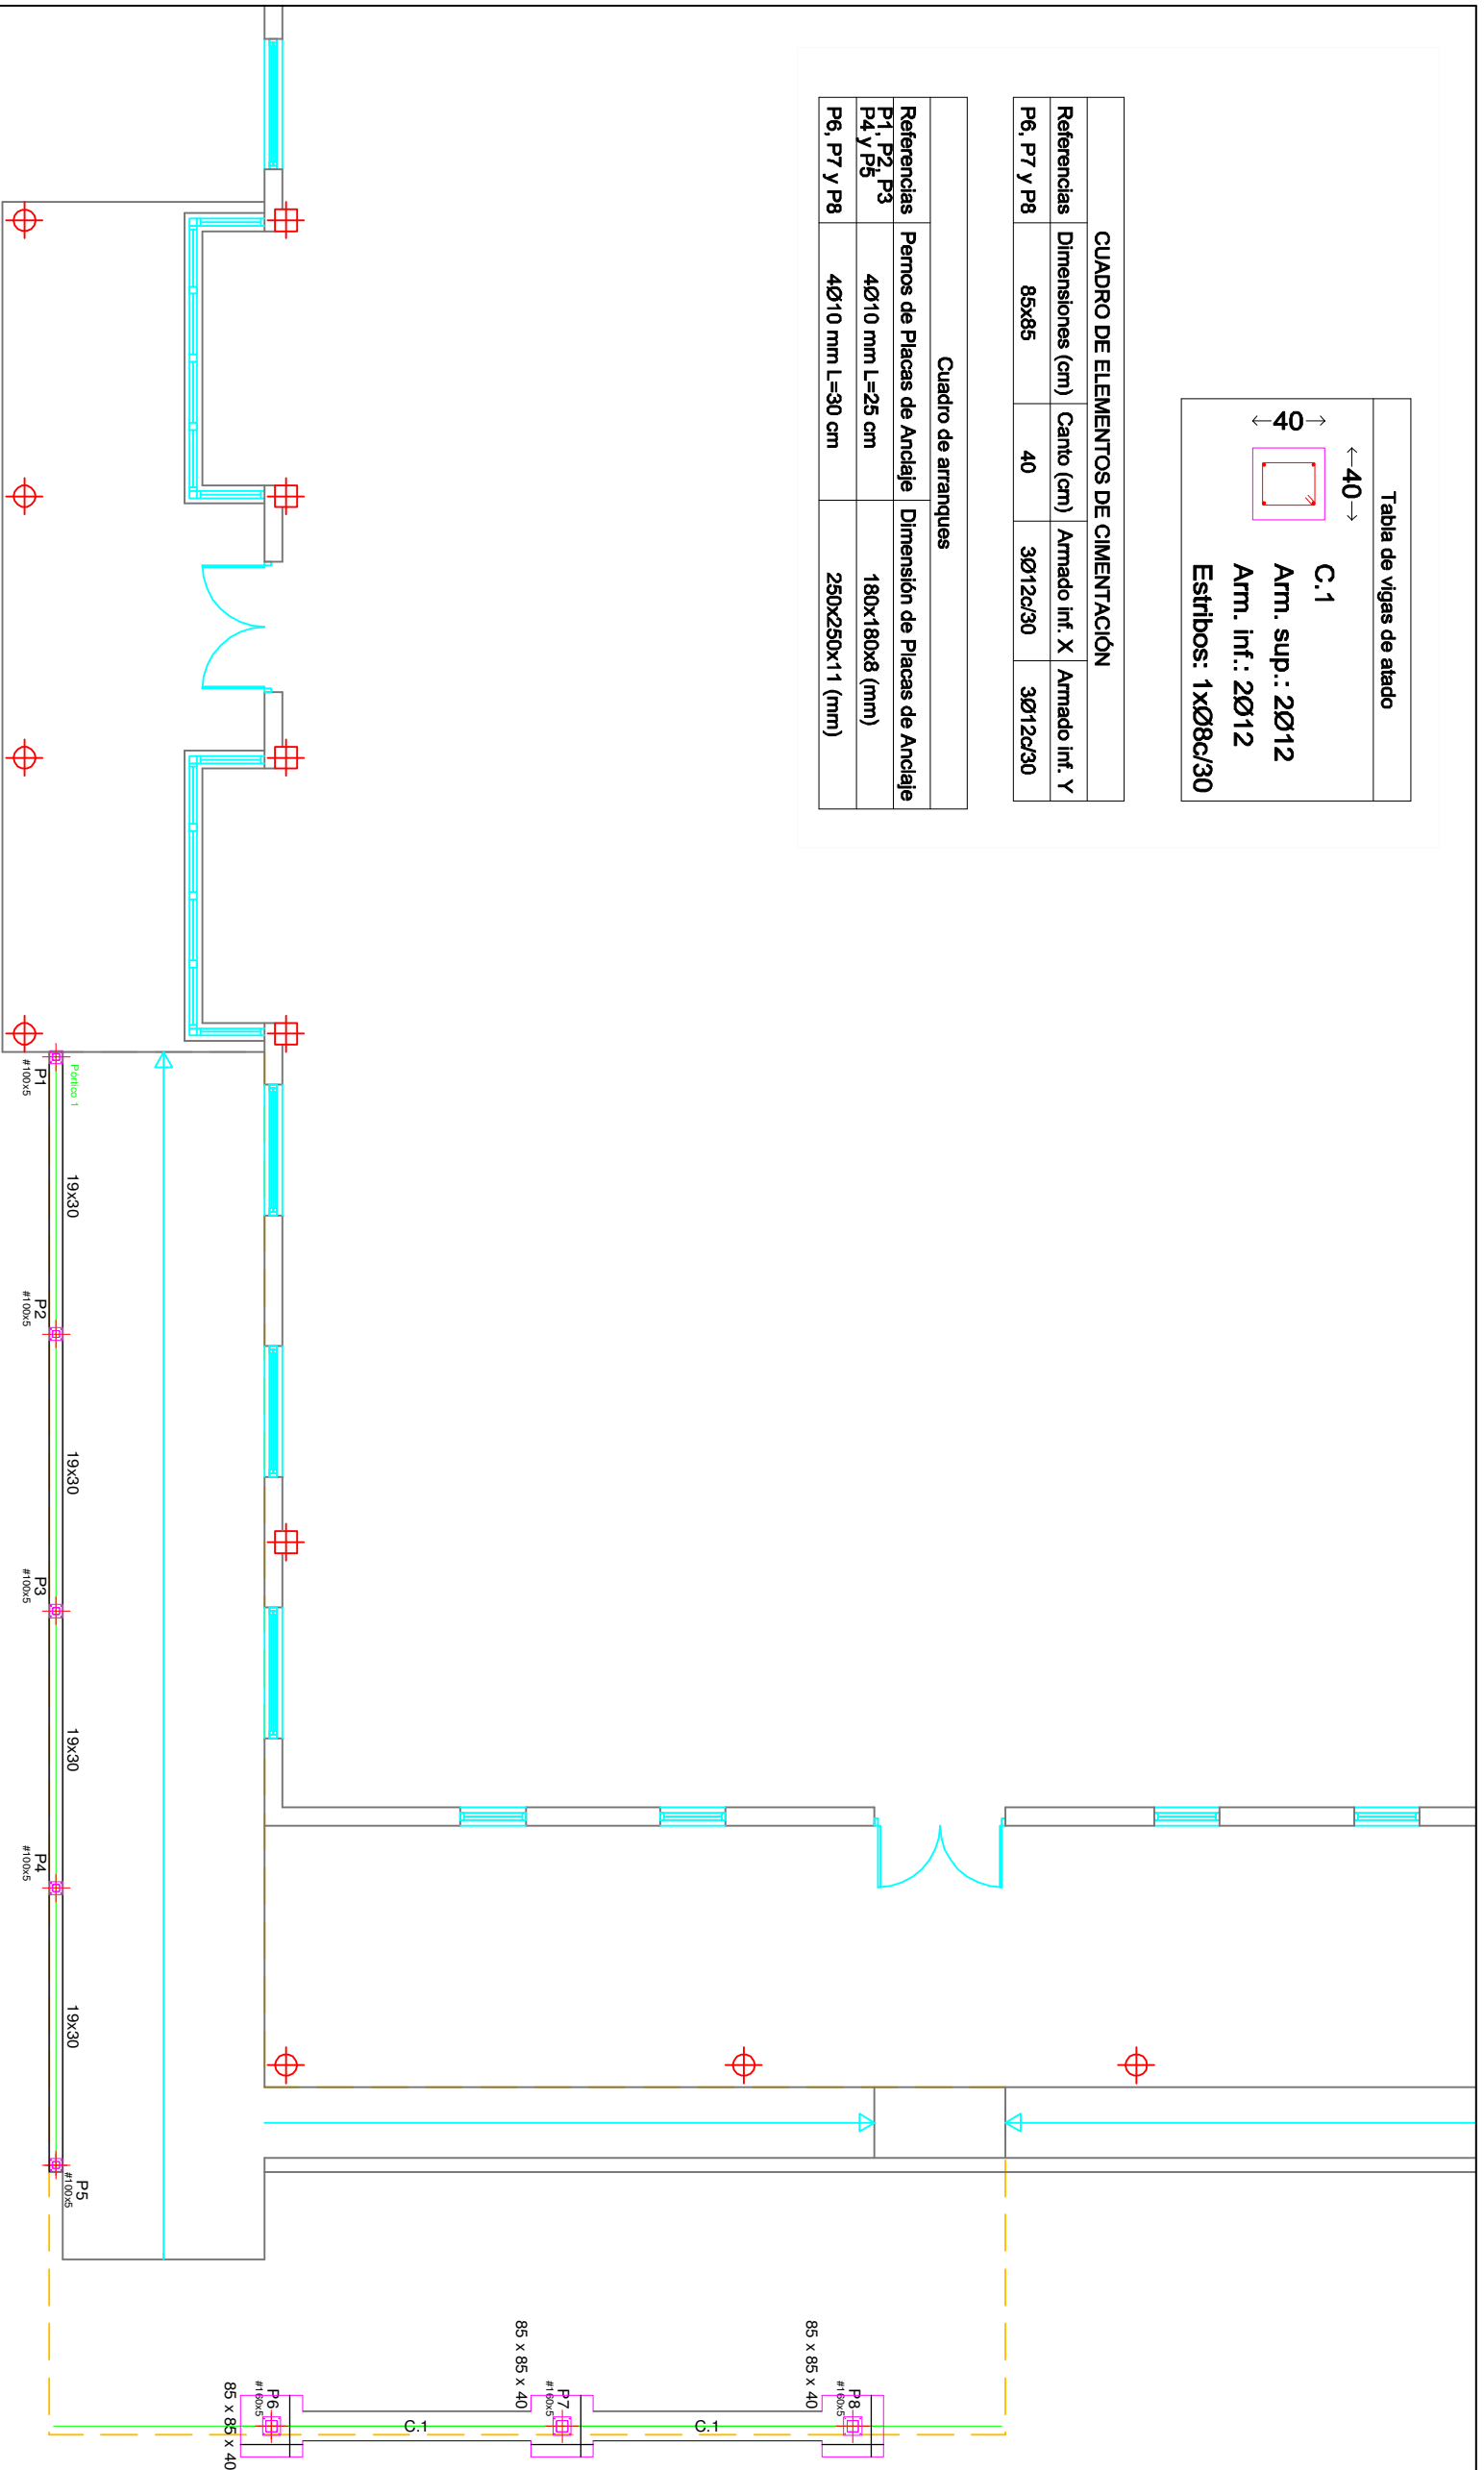 Tabla de vigas de atado
←40→
←40→
C.1
Arm. sup.: 2Ø12
Arm. inf.: 2Ø12
Estribos: 1xØ8c/30
CUADRO DE ELEMENTOS DE CIMENTACIÓN
Referencias Dimensiones (cm) Canto (cm) Armado inf. X Armado inf. Y
P6, P7 y P8 85x85 40 3Ø12c/30 3Ø12c/30
Cuadro de arranques
Referencias Pernos de Placas de Anclaje Dimensión de Placas de Anclaje
P1, P2, P3
P4 y P5 4Ø10 mm L=25 cm 180x180x8 (mm)
P6, P7 y P8 4Ø10 mm L=30 cm 250x250x11 (mm)
85 x 85 x 40
P8
#160x5
C.1
85 x 85 x 40
P7
#160x5
C.1
P6
#160x5
85 x 85 x 40
Pórtico 1
19x30
19x30
19x30
19x30
P1
#100x5
P2
#100x5
P3
#100x5
P4
#100x5
P5
#100x5